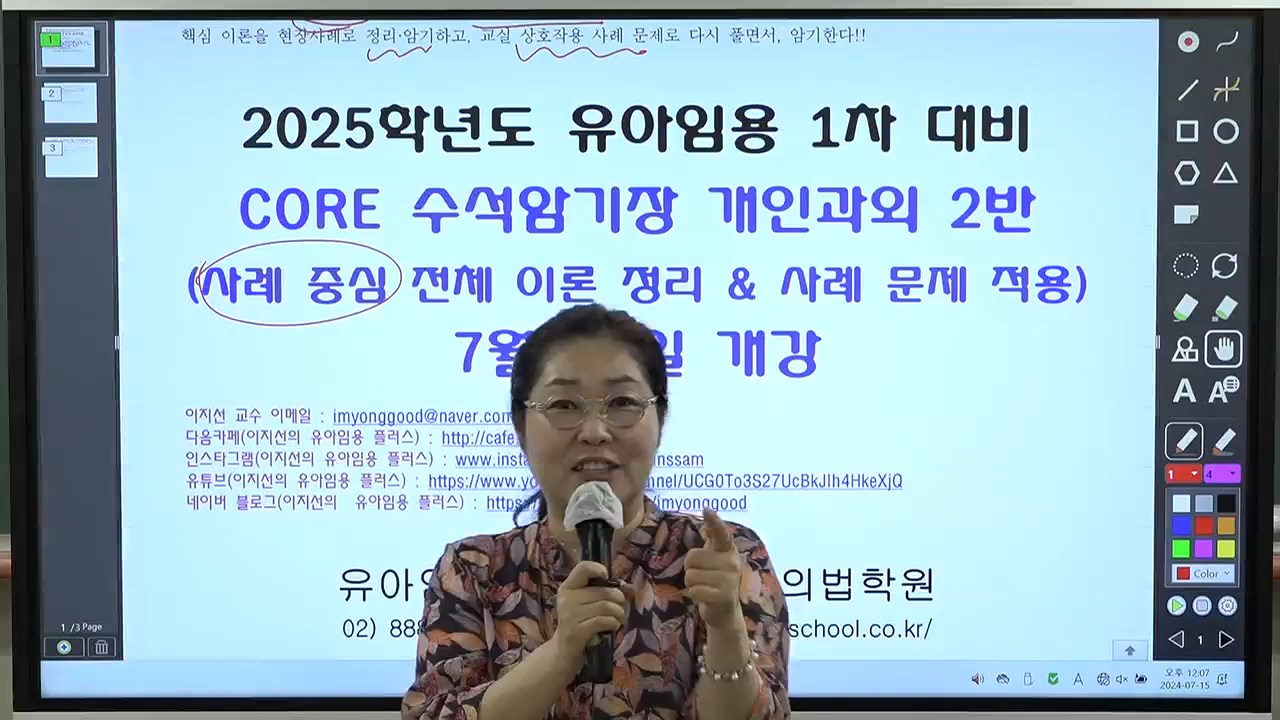 핵심 이론을 현장사례로 정리·암기하고, 교실 상호작용 사례 문제로 다시 풀면서, 암기한다!!
2025학년도 유아임용 1차 대비
CORE 수석암기장 개인과외 2반
(사례 중심 전체 이론 정리 & 사례 문제 적용)
7월 일 개강
이지선 교수 이메일 : imyonggood@naver.com
다음카페(이지선의 유아임용 플러스) : http://cafe
인스타그램(이지선의 유아임용 플러스) : www.insta nssam
유튜브(이지선의 유아임용 플러스) : https://www.yo nnel/UCG0To3S27UcBkJIh4HkeXjQ
네이버 블로그(이지선의 유아임용 플러스) : https:/ imyonggood
유아 의법학원
02) 888 school.co.kr/
1
2
3
1 /3 Page
A
A
1
4
Color
1
A
오후 12:07
2024-07-15